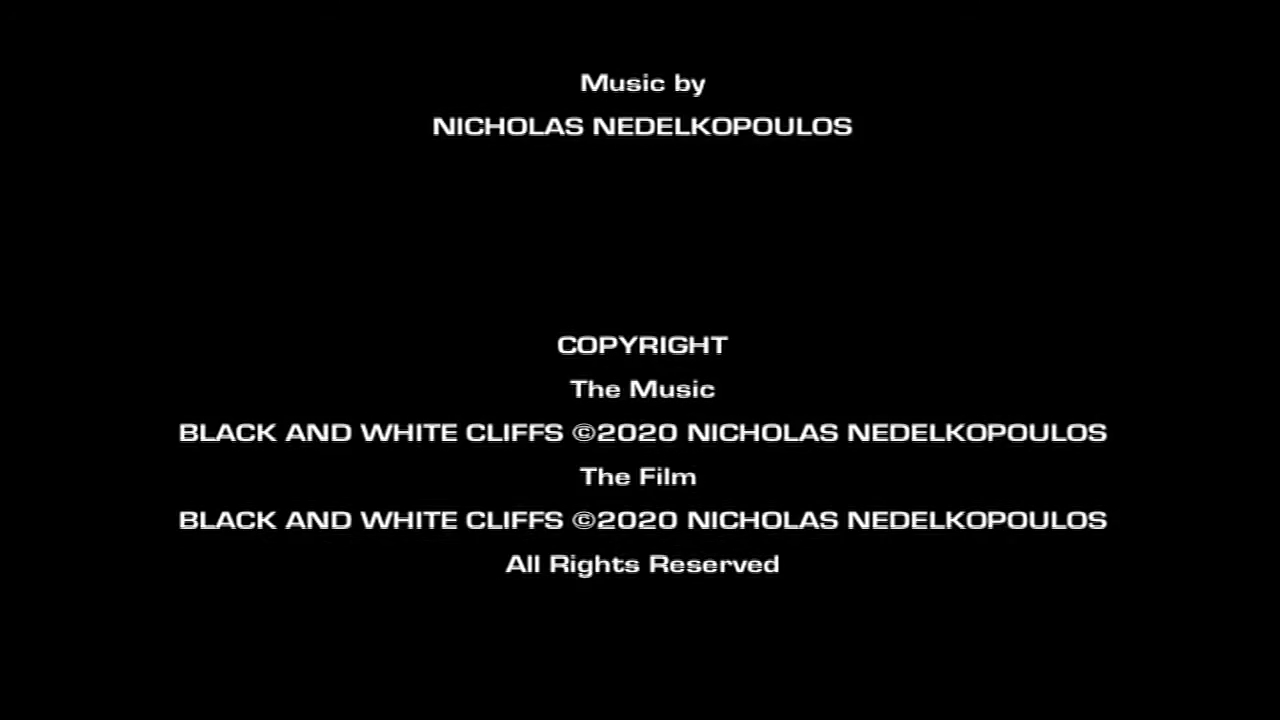 Music by
NICHOLAS NEDELKOPOULOS
COPYRIGHT
The Music
BLACK AND WHITE CLIFFS ©2020 NICHOLAS NEDELKOPOULOS
The Film
BLACK AND WHITE CLIFFS ©2020 NICHOLAS NEDELKOPOULOS
All Rights Reserved